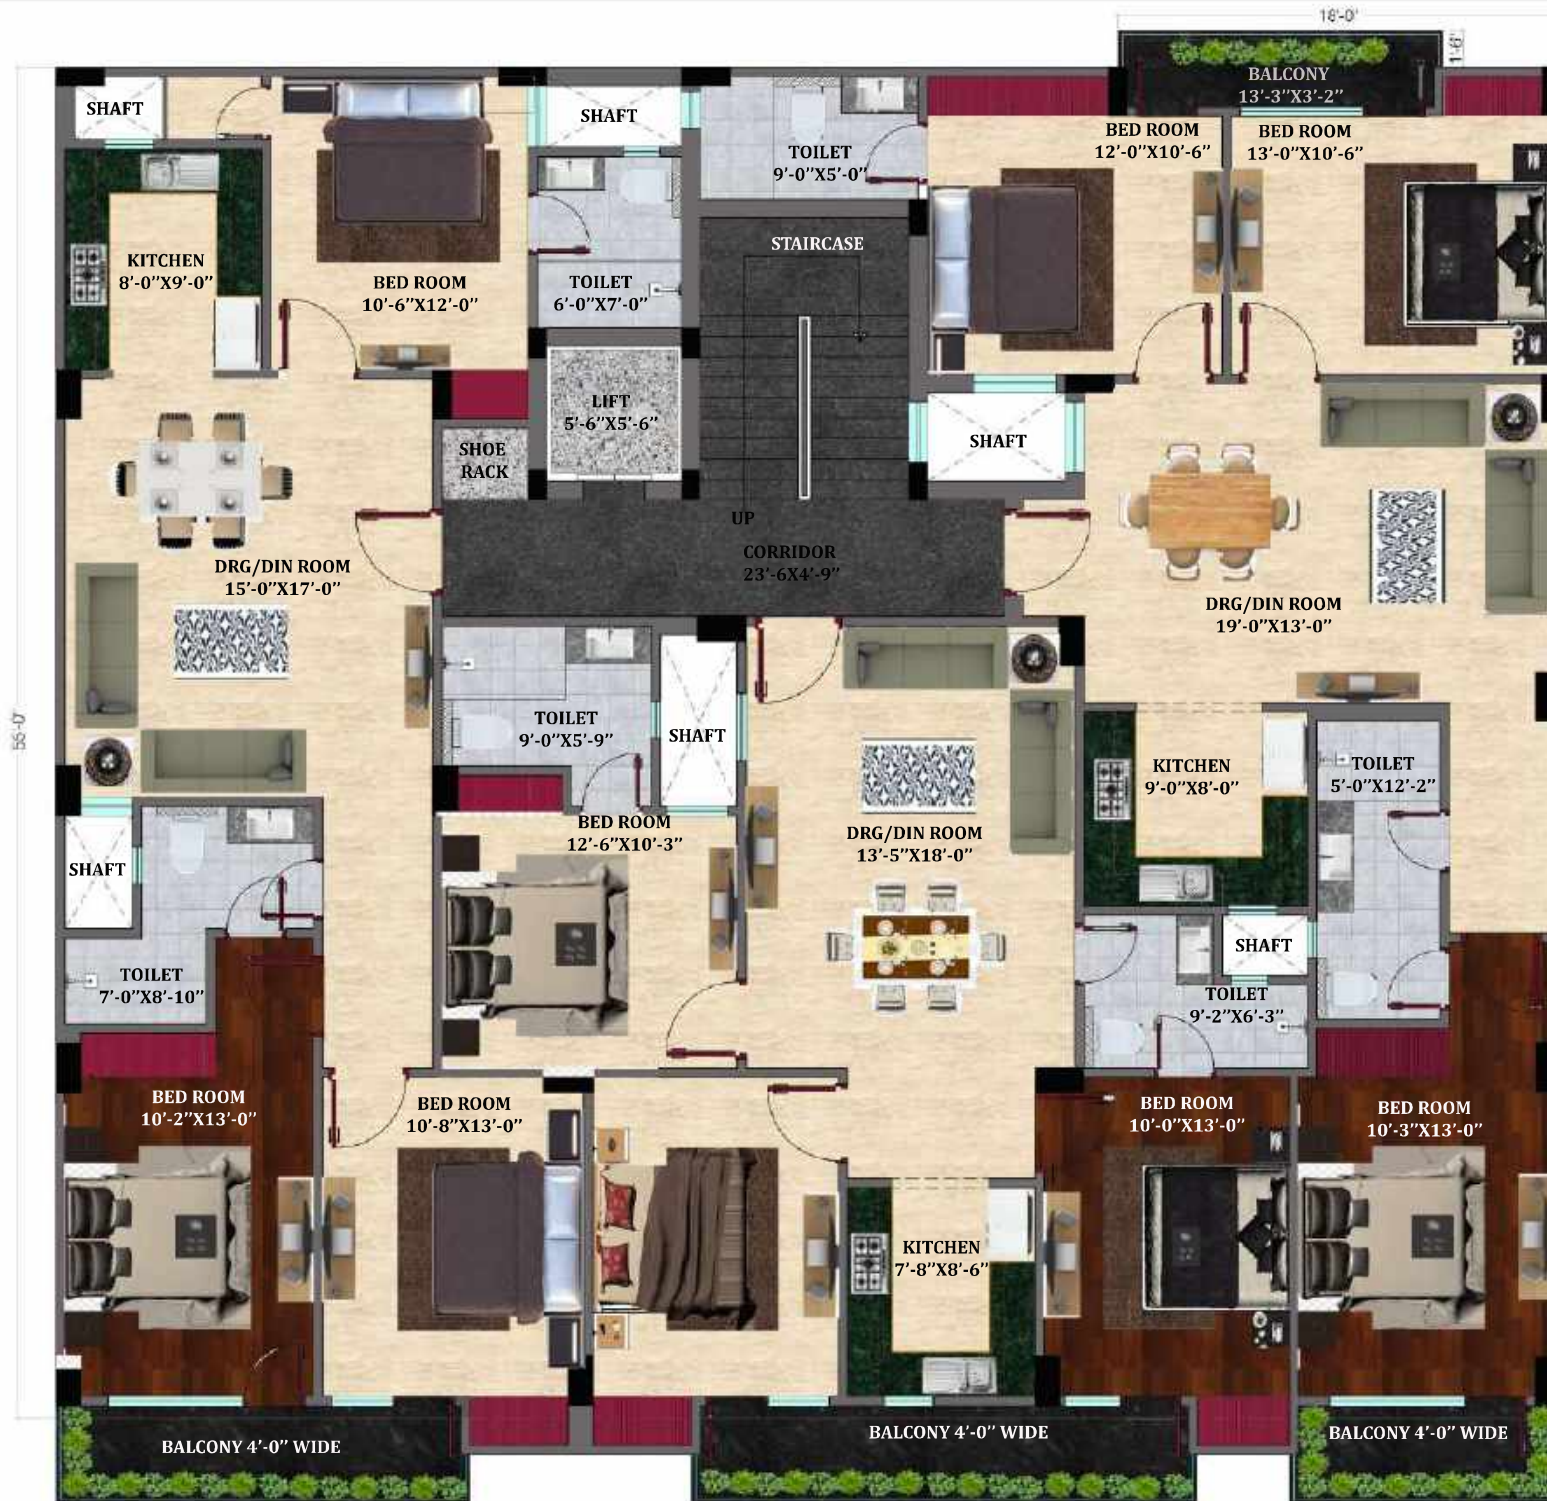 18'-0'
1'-6'
BALCONY
13'-3''X3'-2''
SHAFT
SHAFT
TOILET
9'-0''X5'-0''
BED ROOM
12'-0''X10'-6''
BED ROOM
13'-0''X10'-6''
STAIRCASE
KITCHEN
8'-0''X9'-0''
BED ROOM
10'-6''X12'-0''
TOILET
6'-0''X7'-0''
LIFT
5'-6''X5'-6''
SHOE
RACK
SHAFT
UP
CORRIDOR
23'-6X4'-9''
DRG/DIN ROOM
15'-0''X17'-0''
DRG/DIN ROOM
19'-0''X13'-0''
55'-0'
TOILET
9'-0''X5'-9''
SHAFT
KITCHEN
9'-0''X8'-0''
TOILET
5'-0''X12'-2''
BED ROOM
12'-6''X10'-3''
DRG/DIN ROOM
13'-5''X18'-0''
SHAFT
SHAFT
TOILET
7'-0''X8'-10''
TOILET
9'-2''X6'-3''
BED ROOM
10'-2''X13'-0''
BED ROOM
10'-8''X13'-0''
BED ROOM
10'-0''X13'-0''
BED ROOM
10'-3''X13'-0''
KITCHEN
7'-8''X8'-6''
BALCONY 4'-0'' WIDE
BALCONY 4'-0'' WIDE
BALCONY 4'-0'' WIDE